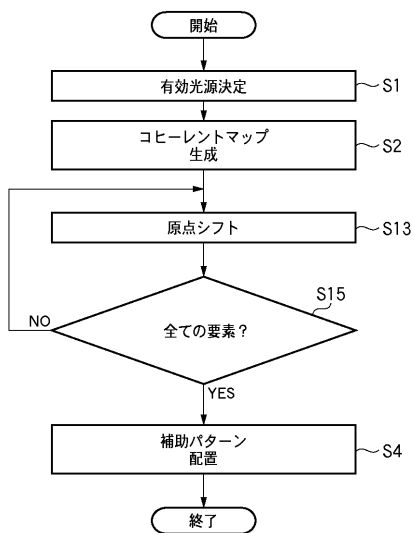 開始
有効光源決定
S1
コヒーレントマップ
生成
S2
原点シフト
S13
S15
全ての要素？
NO
YES
補助パターン
配置
S4
終了